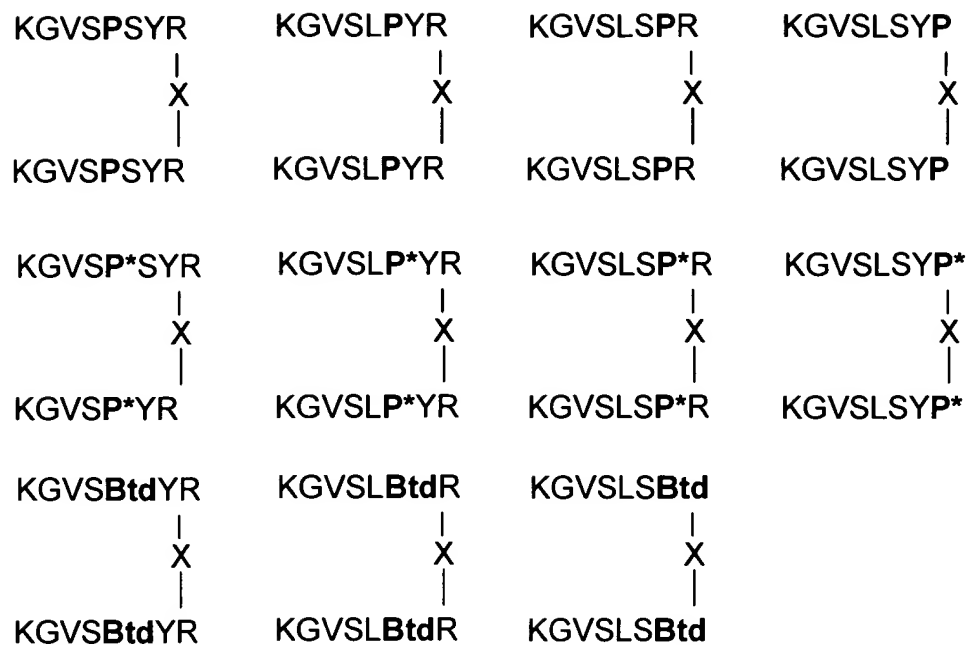 KGVSPSYR KGVSLPYR KGVSLSPR KGVSLSYP
X X X X
KGVSPSYR KGVSLPYR KGVSLSPR KGVSLSYP
KGVSP*SYR KGVSLP*YR KGVSLSP*R KGVSLSYP*
X X X X
KGVSP*YR KGVSLP*YR KGVSLSP*R KGVSLSYP*
KGVSBtdYR KGVSLBtdR KGVSLSBtd
X X X
KGVSBtdYR KGVSLBtdR KGVSLSBtd